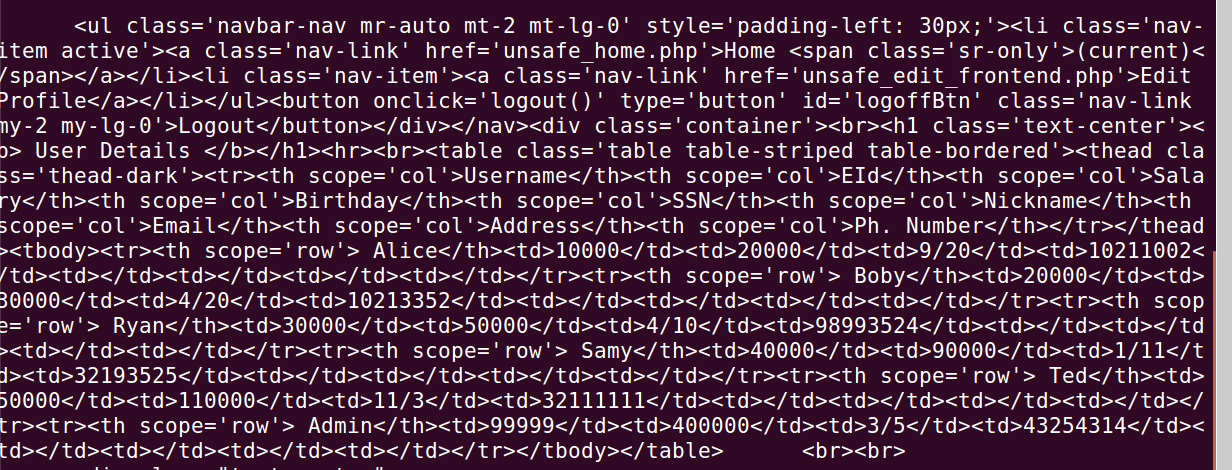 <ul class='navbar-nav mr-auto mt-2 mt-lg-0' style='padding-left: 30px;'><li class='nav-
item active'><a class='nav-link' href='unsafe_home.php'>Home <span class='sr-only'>(current)<
/span></a></li><li class='nav-item'><a class='nav-link' href='unsafe_edit_frontend.php'>Edit
Profile</a></li></ul><button onclick='logout()' type='button' id='logoffBtn' class='nav-link
my-2 my-lg-0'>Logout</button></div></nav><div class='container'><br><h1 class='text-center'><
b> User Details </b></h1><hr><br><table class='table table-striped table-bordered'><thead cla
ss='thead-dark'><tr><th scope='col'>Username</th><th scope='col'>EId</th><th scope='col'>Sala
ry</th><th scope='col'>Birthday</th><th scope='col'>SSN</th><th scope='col'>Nickname</th><th
scope='col'>Email</th><th scope='col'>Address</th><th scope='col'>Ph. Number</th></tr></thead
><tbody><tr><th scope='row'> Alice</th><td>10000</td><td>20000</td><td>9/20</td><td>10211002<
/td><td></td><td></td><td></td><td></td></tr><tr><th scope='row'> Boby</th><td>20000</td><td>
30000</td><td>4/20</td><td>10213352</td><td></td><td></td><td></td><td></td></tr><tr><th scop
e='row'> Ryan</th><td>30000</td><td>50000</td><td>4/10</td><td>98993524</td><td></td><td></td
><td></td><td></td></tr><tr><th scope='row'> Samy</th><td>40000</td><td>90000</td><td>1/11</t
d><td>32193525</td><td></td><td></td><td></td><td></td></tr><tr><th scope='row'> Ted</th><td>
50000</td><td>110000</td><td>11/3</td><td>32111111</td><td></td><td></td><td></td><td></td></
tr><tr><th scope='row'> Admin</th><td>99999</td><td>400000</td><td>3/5</td><td>43254314</td><
td></td><td></td><td></td><td></td></tr></tbody></table>      <br><br>